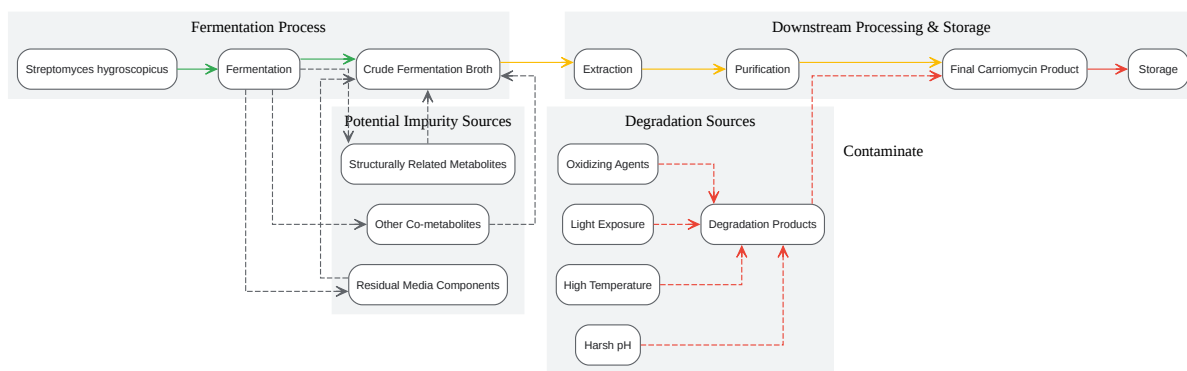 Fermentation Process
Downstream Processing & Storage
Streptomyces hygroscopicus
Fermentation
Crude Fermentation Broth
Extraction
Purification
Final Carriomycin Product
Storage
Potential Impurity Sources
Degradation Sources
Contaminate
Structurally Related Metabolites
Oxidizing Agents
Other Co-metabolites
Light Exposure
Degradation Products
Residual Media Components
High Temperature
Harsh pH